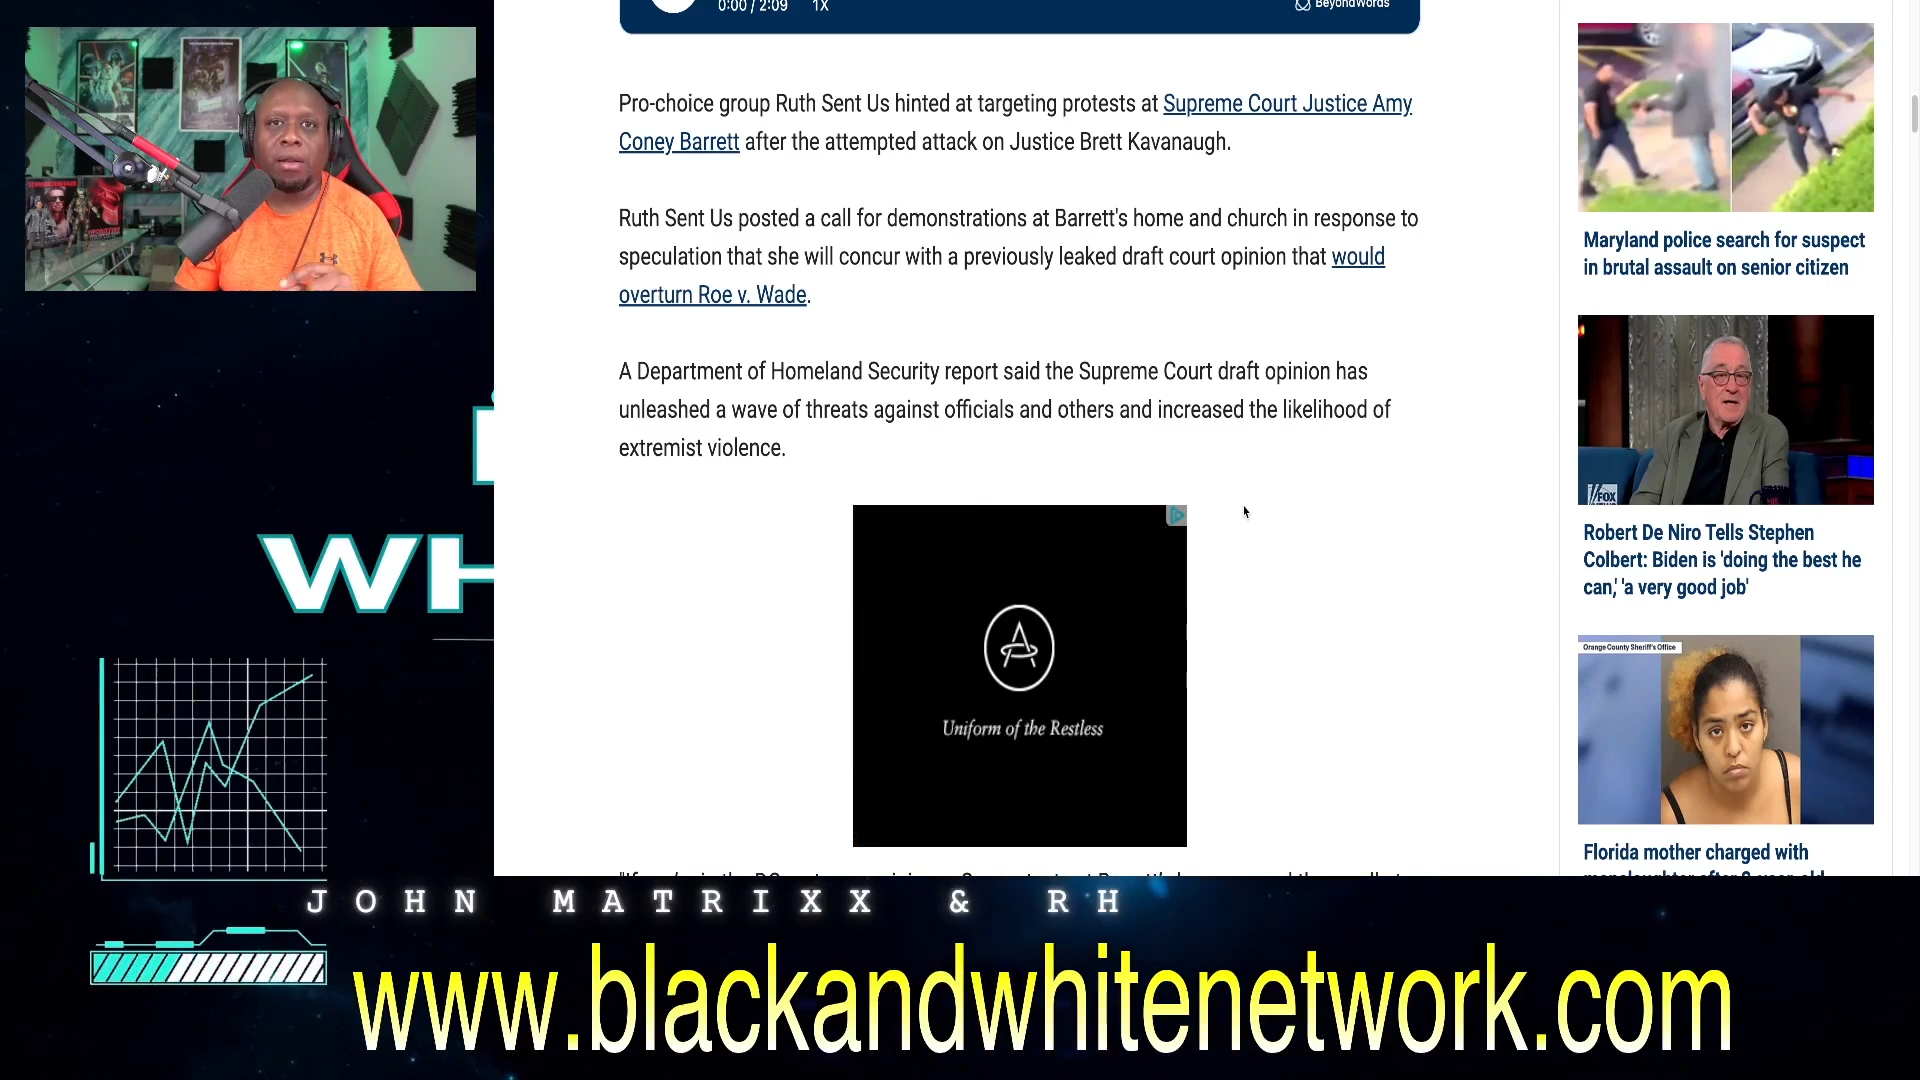 0:00 / 2:09 1X BeyondWords
Pro-choice group Ruth Sent Us hinted at targeting protests at Supreme Court Justice Amy
Coney Barrett after the attempted attack on Justice Brett Kavanaugh.
Ruth Sent Us posted a call for demonstrations at Barrett's home and church in response to
speculation that she will concur with a previously leaked draft court opinion that would
overturn Roe v. Wade.
A Department of Homeland Security report said the Supreme Court draft opinion has
unleashed a wave of threats against officials and others and increased the likelihood of
extremist violence.
Uniform of the Restless
Maryland police search for suspect
in brutal assault on senior citizen
FOX
Robert De Niro Tells Stephen
Colbert: Biden is 'doing the best he
can,' 'a very good job'
Orange County Sheriff's Office
Florida mother charged with
WH
JOHN MATRIXX & RH
www.blackandwhitenetwork.com